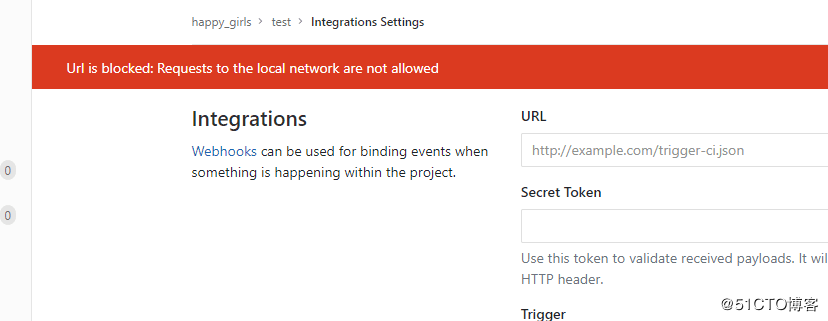 happy_girls > test > Integrations Settings
Url is blocked: Requests to the local network are not allowed
Integrations
Webhooks can be used for binding events when
something is happening within the project.
0
0
URL
http://example.com/trigger-ci.json
Secret Token
Use this token to validate received payloads. It wil
HTTP header.
Trigger
@51CTO博客